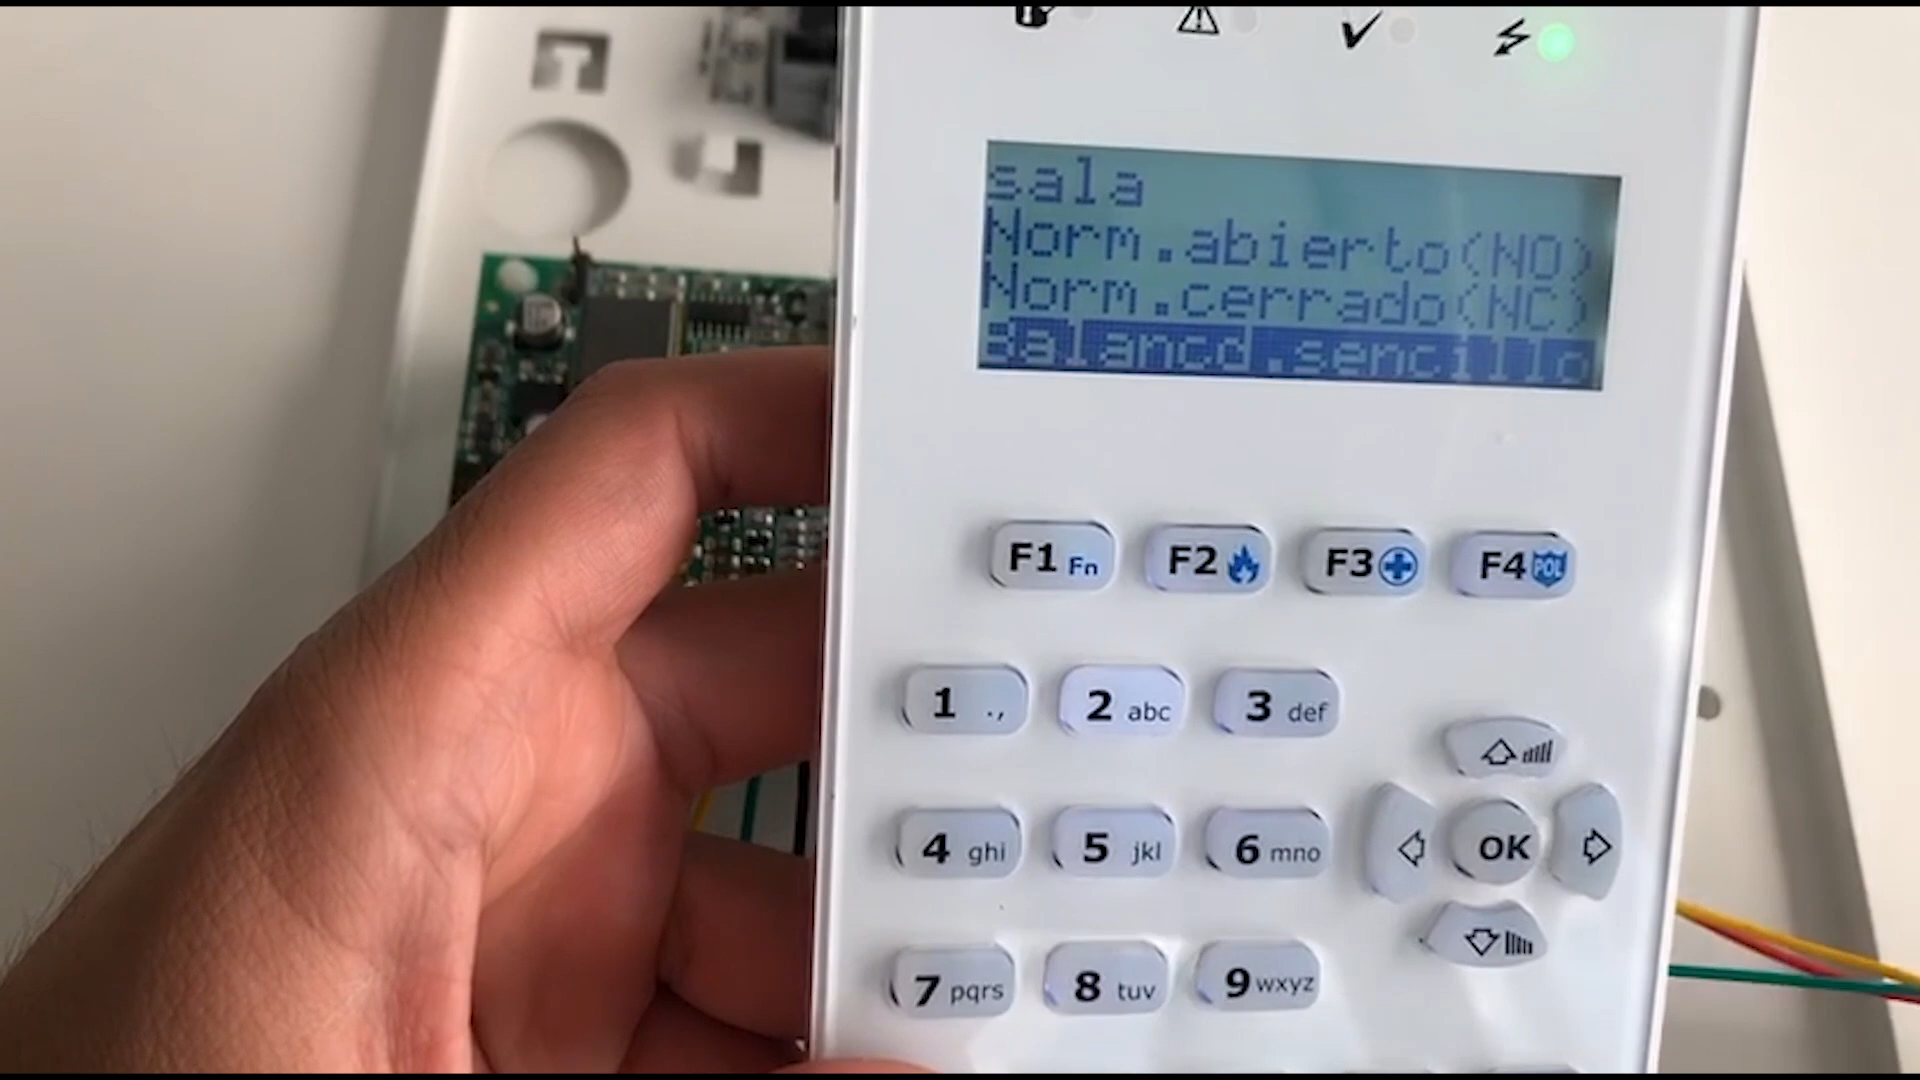 sala
Norm.abierto(NO)
Norm.cerrado(NC)
Balancd.sencillo
F1 Fn
F2
F3
F4 POL
1 .,
2 abc
3 def
4 ghi
5 jkl
6 mno
OK
7 pqrs
8 tuv
9 wxyz